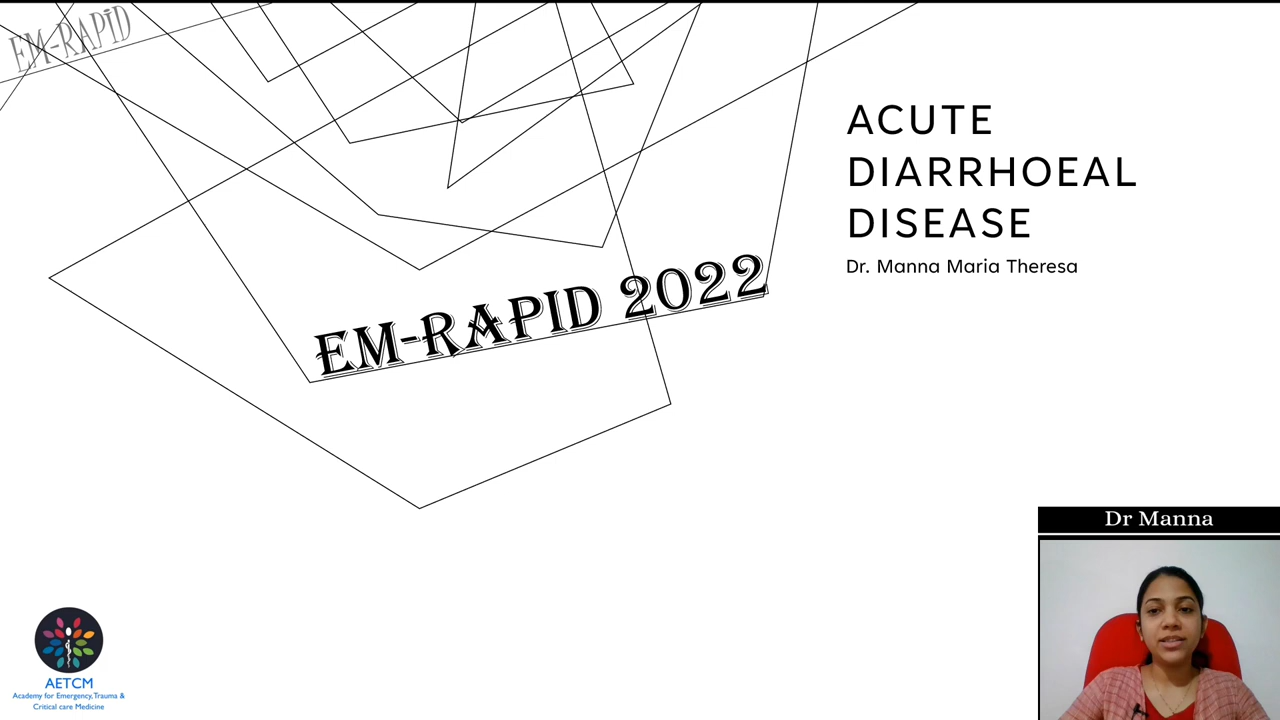 EM-RAPiD
ACUTE
DIARRHOEAL
DISEASE
Dr. Manna Maria Theresa
EM-RAPID 2022
Dr Manna
AETCM
Academy for Emergency, Trauma &
Critical care Medicine